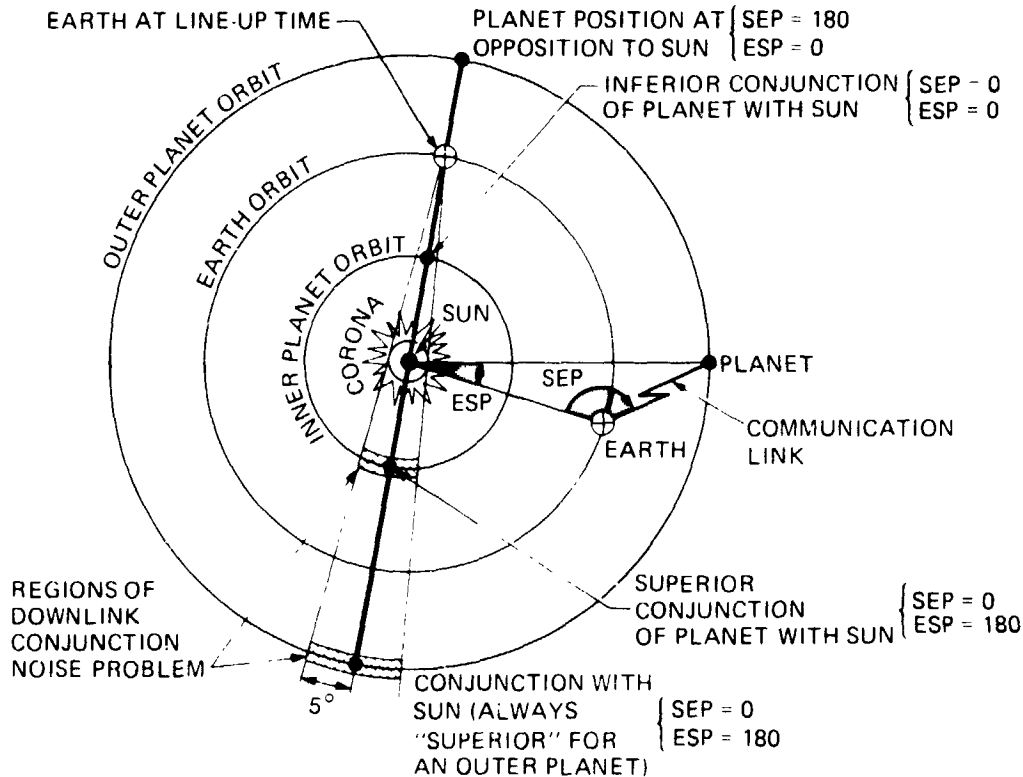 EARTH AT LINE-UP TIME
PLANET POSITION AT
OPPOSITION TO SUN
SEP = 180
ESP = 0
INFERIOR CONJUNCTION
OF PLANET WITH SUN
SEP = 0
ESP = 0
OUTER PLANET ORBIT
EARTH ORBIT
INNER PLANET ORBIT
CORONA
SUN
ESP
SEP
PLANET
EARTH
COMMUNICATION
LINK
REGIONS OF
DOWNLINK
CONJUNCTION
NOISE PROBLEM
SUPERIOR
CONJUNCTION
OF PLANET WITH SUN
SEP = 0
ESP = 180
5°
CONJUNCTION WITH
SUN (ALWAYS
"SUPERIOR" FOR
AN OUTER PLANET)
SEP = 0
ESP = 180